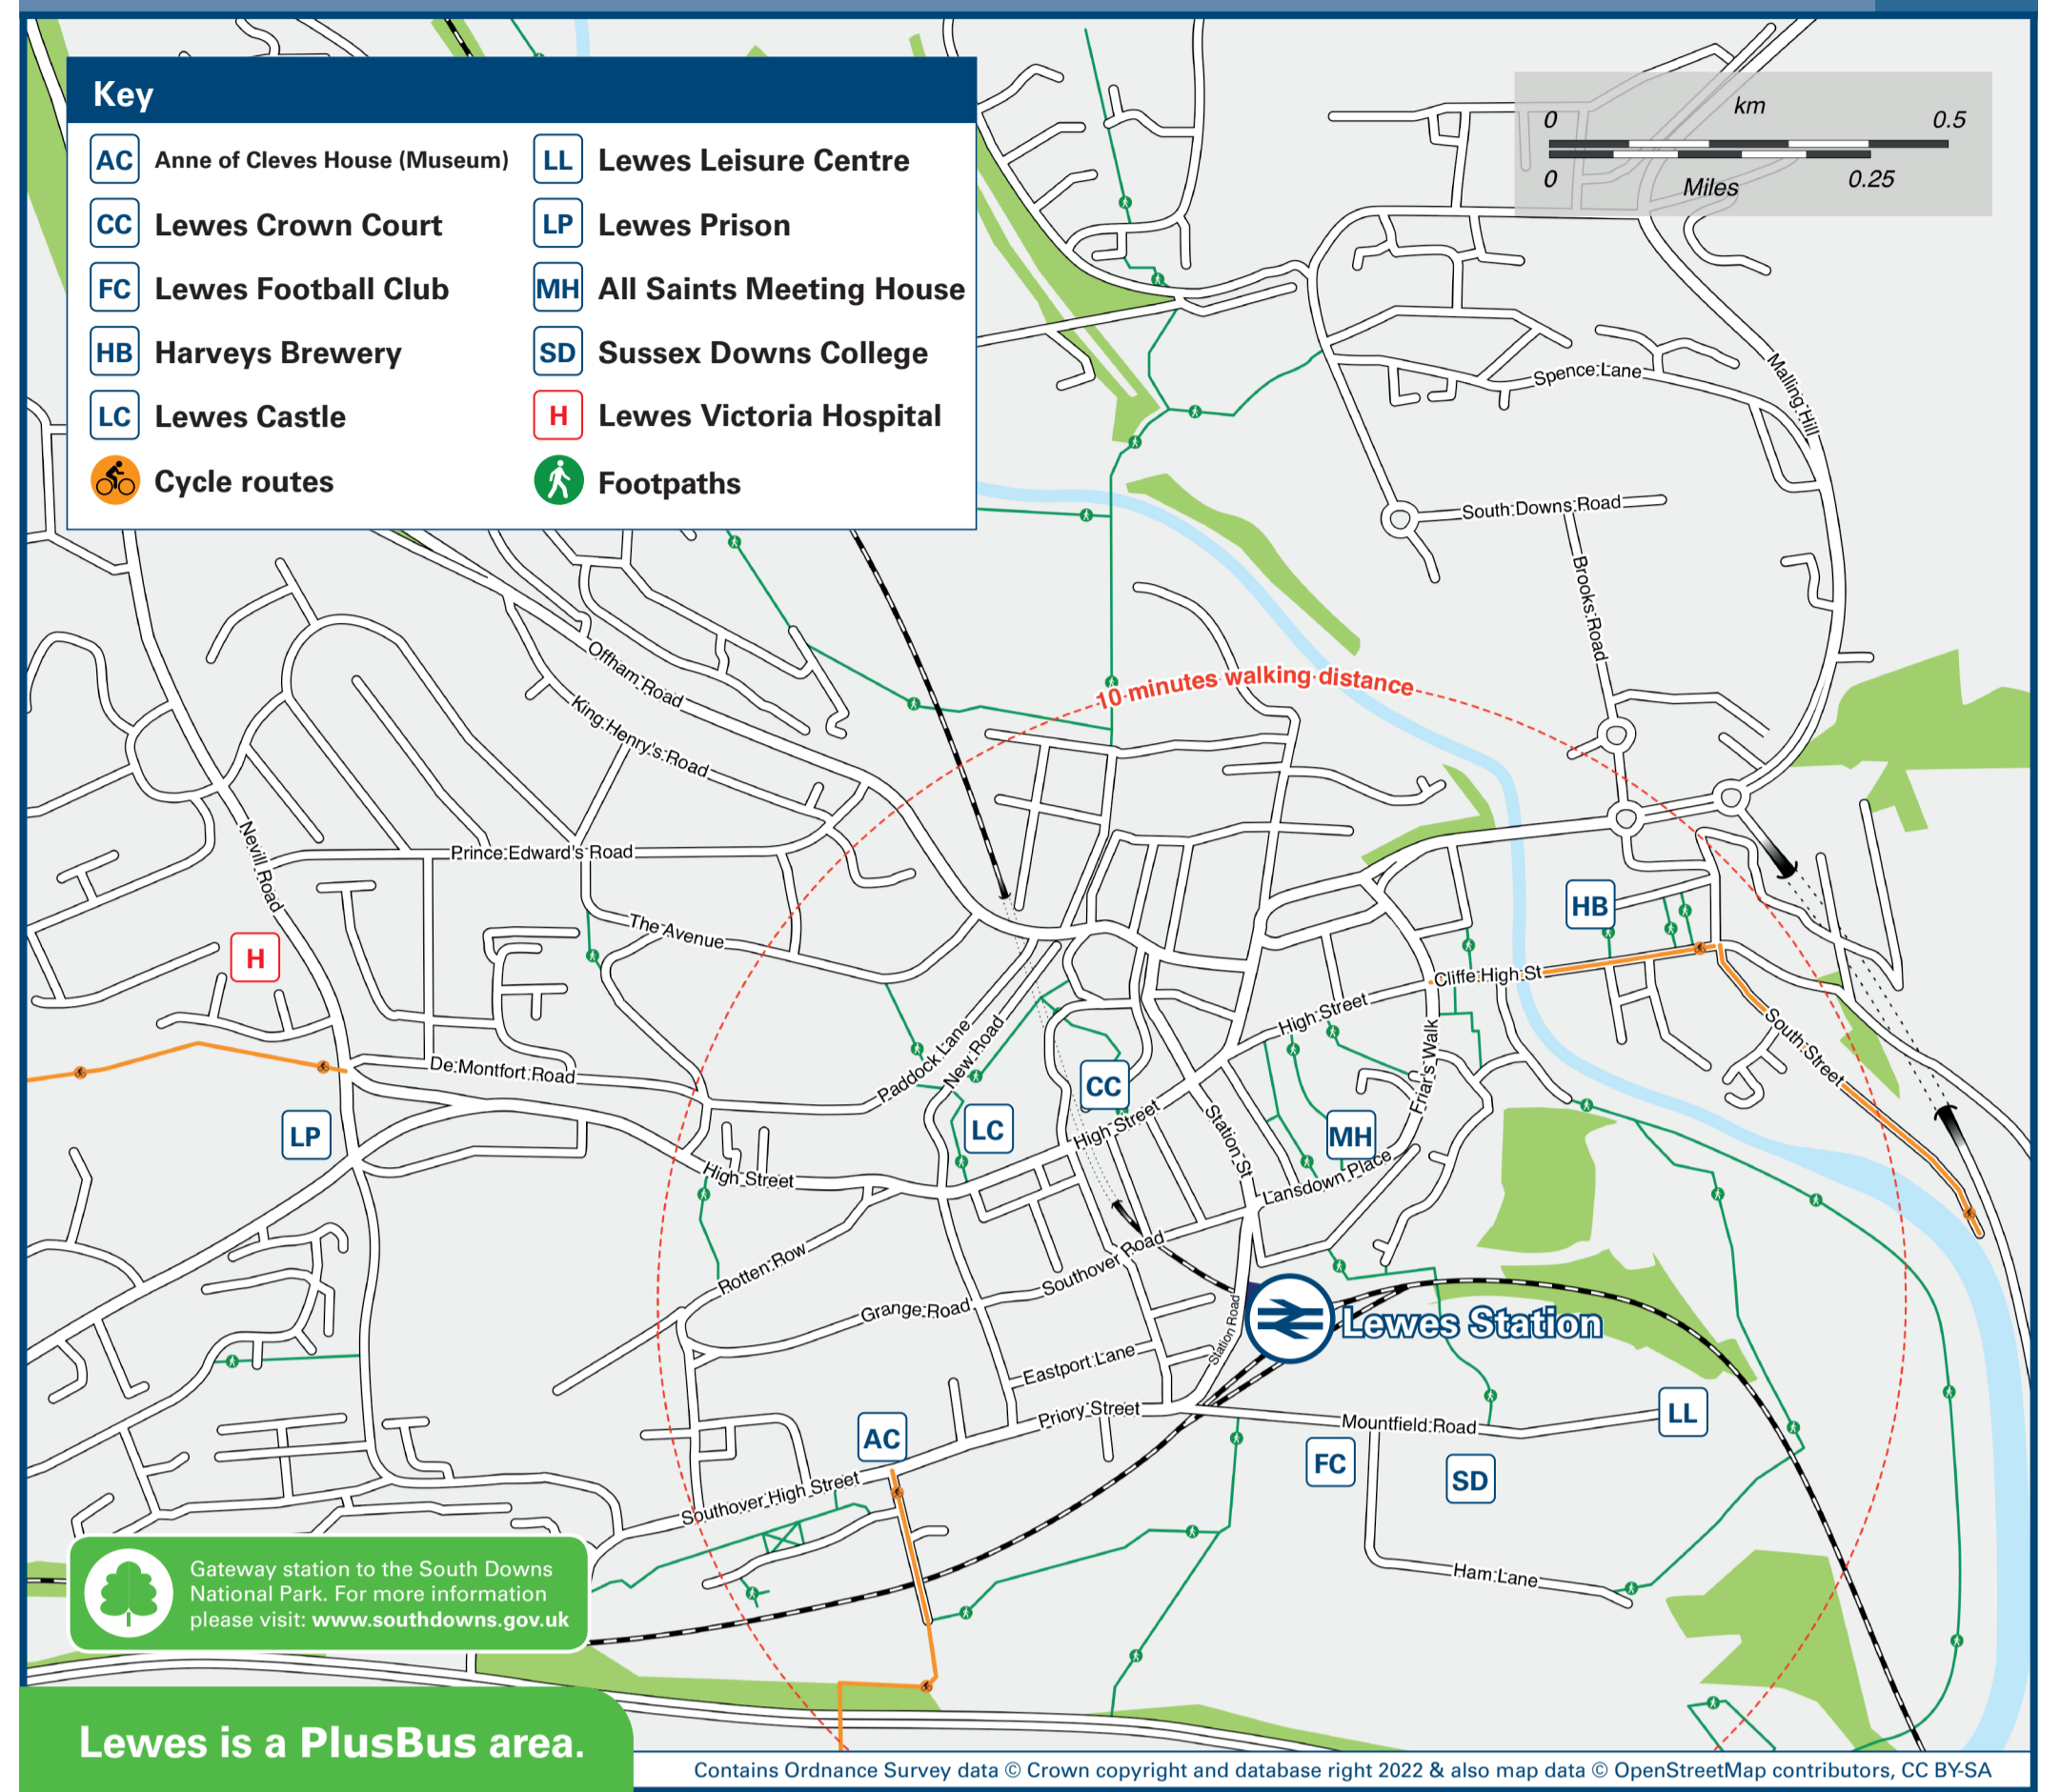 Key
AC Anne of Cleves House (Museum)
CC Lewes Crown Court
FC Lewes Football Club
HB Harveys Brewery
LC Lewes Castle
Cycle routes
LL Lewes Leisure Centre
LP Lewes Prison
MH All Saints Meeting House
SD Sussex Downs College
H Lewes Victoria Hospital
Footpaths
km
0 0.5
0 0.25
Miles
Spence Lane
Malling Hill
South Downs Road
Brooks Road
Offham Road
King Henry's Road
10 minutes walking distance
Nevill Road
Prince Edward's Road
The Avenue
H
HB
Cliffe High St
High Street
South Street
Friar's Walk
De Montfort Road
Paddock Lane
New Road
CC
LC
LP
MH
High Street
Station St
Lansdown Place
High Street
Rotten Row
Southover Road
Grange Road
Station Road
Lewes Station
Eastport Lane
Priory Street
Mountfield Road
LL
AC
FC
SD
Southover High Street
Ham Lane
Gateway station to the South Downs
National Park. For more information
please visit: www.southdowns.gov.uk
Lewes is a PlusBus area.
Contains Ordnance Survey data © Crown copyright and database right 2022 & also map data © OpenStreetMap contributors, CC BY-SA